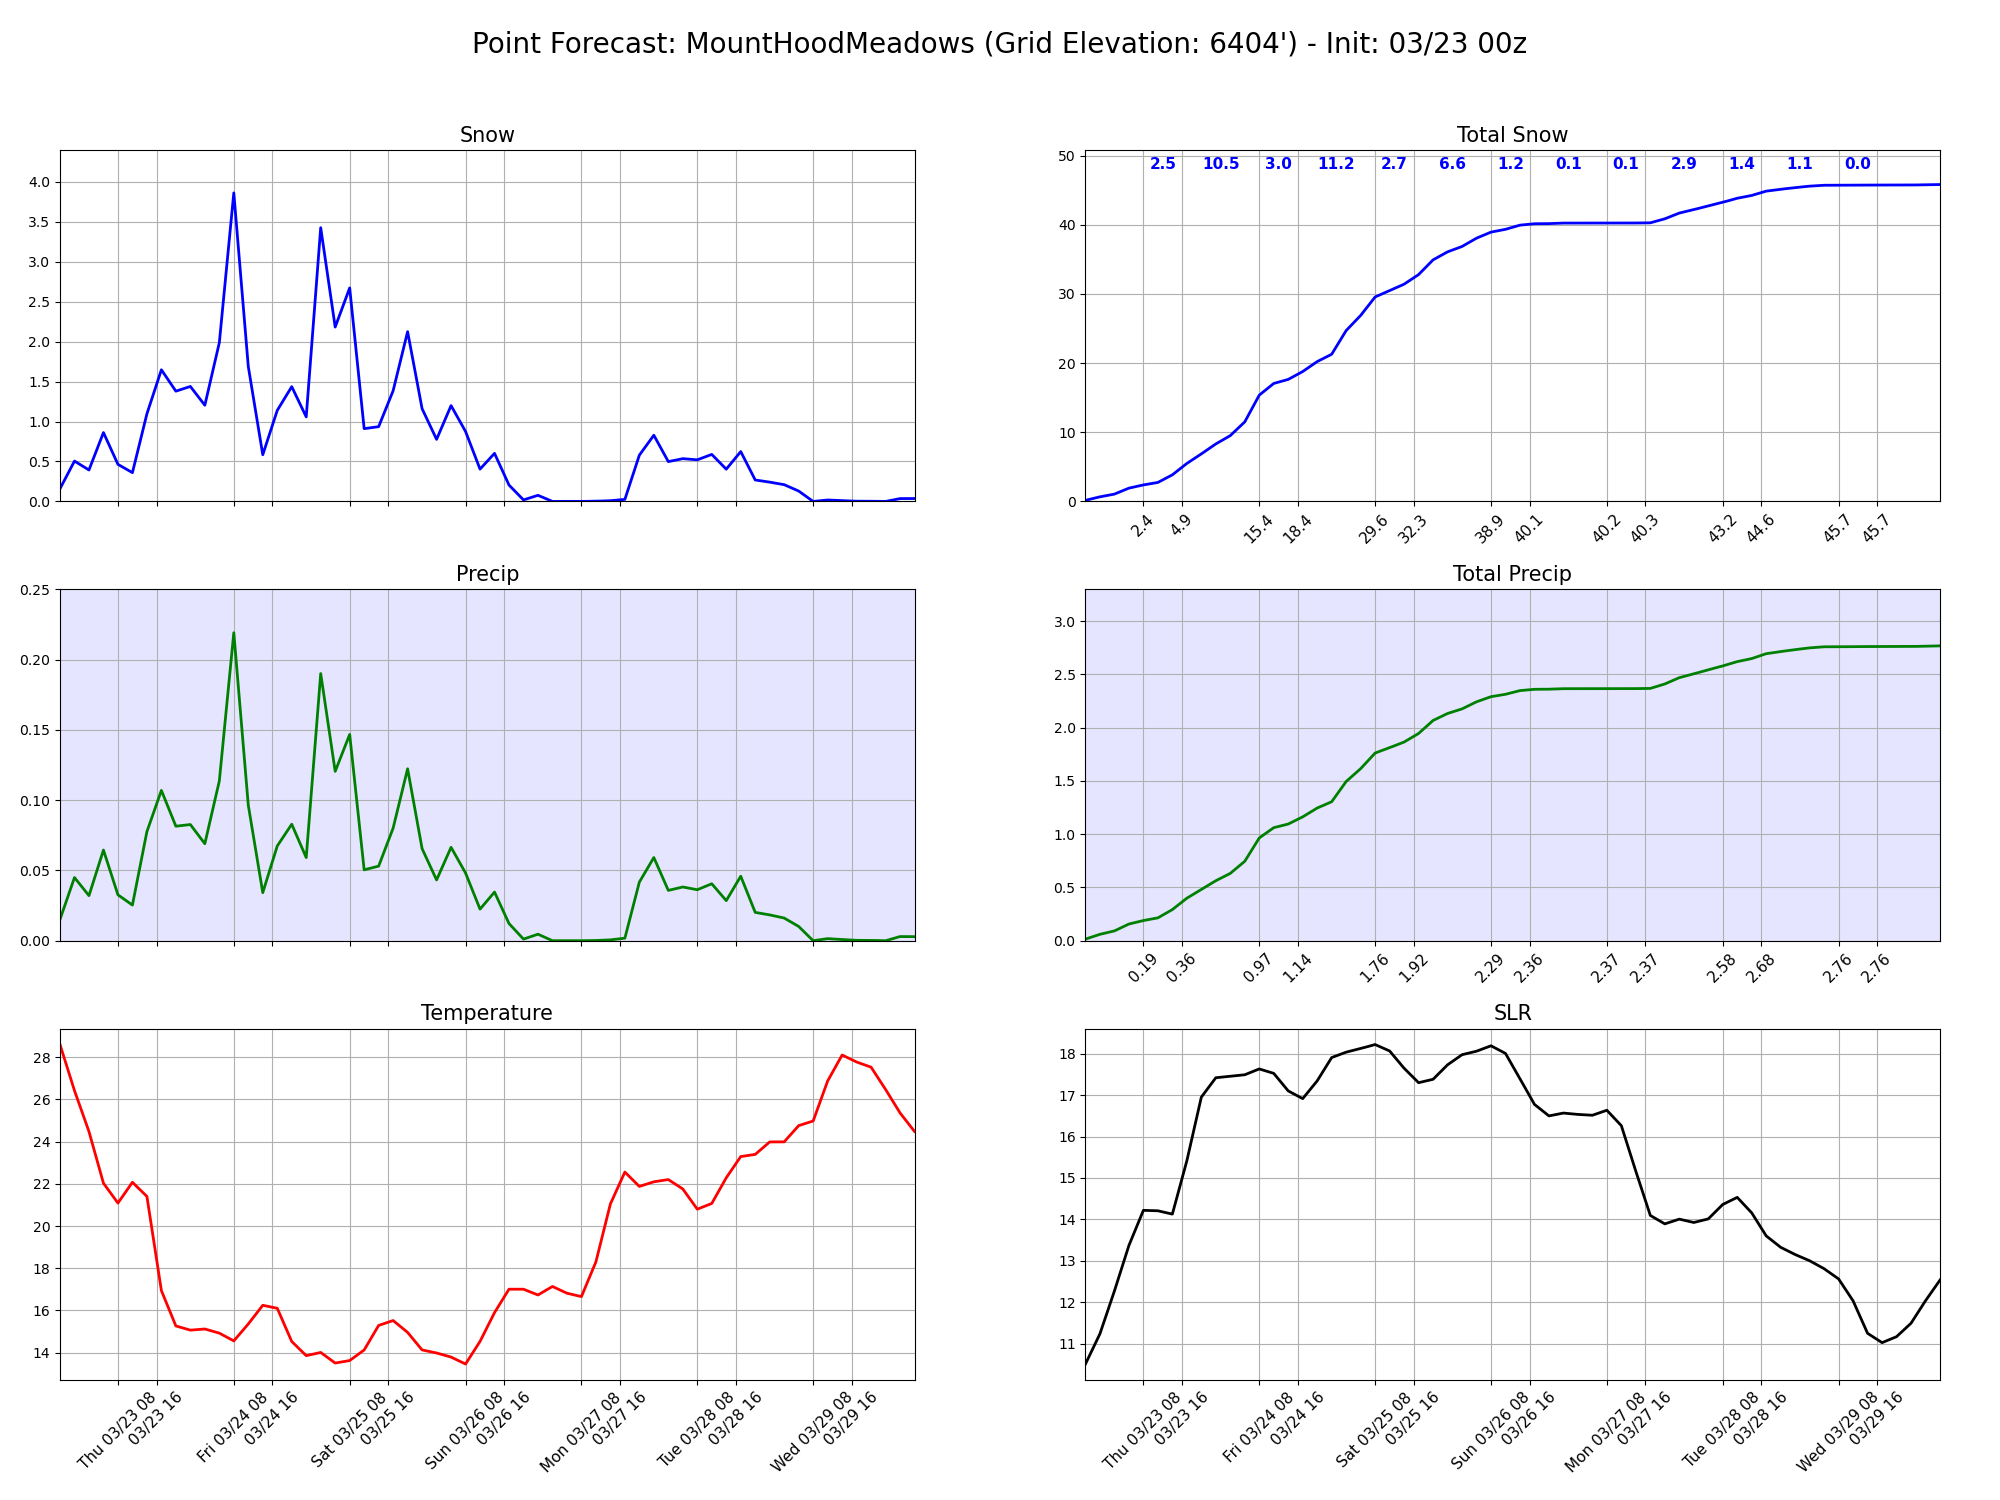 Point Forecast: MountHoodMeadows (Grid Elevation: 6404') - Init: 03/23 00z
Snow
4.0
3.5
3.0
2.5
2.0
1.5
1.0
0.5
0.0
Total Snow
2.5 10.5 3.0 11.2 2.7 6.6 1.2 0.1 0.1 2.9 1.4 1.1 0.0
50
40
30
20
10
0
2.4 4.9 15.4 18.4 29.6 32.3 38.9 40.1 40.2 40.3 43.2 44.6 45.7 45.7
Precip
0.25
0.20
0.15
0.10
0.05
0.00
Total Precip
3.0
2.5
2.0
1.5
1.0
0.5
0.0
0.19 0.36 0.97 1.14 1.76 1.92 2.29 2.36 2.37 2.37 2.58 2.68 2.76 2.76
Temperature
28
26
24
22
20
18
16
14
Thu 03/23 08
03/23 16
Fri 03/24 08
03/24 16
Sat 03/25 08
03/25 16
Sun 03/26 08
03/26 16
Mon 03/27 08
03/27 16
Tue 03/28 08
03/28 16
Wed 03/29 08
03/29 16
SLR
18
17
16
15
14
13
12
11
Thu 03/23 08
03/23 16
Fri 03/24 08
03/24 16
Sat 03/25 08
03/25 16
Sun 03/26 08
03/26 16
Mon 03/27 08
03/27 16
Tue 03/28 08
03/28 16
Wed 03/29 08
03/29 16